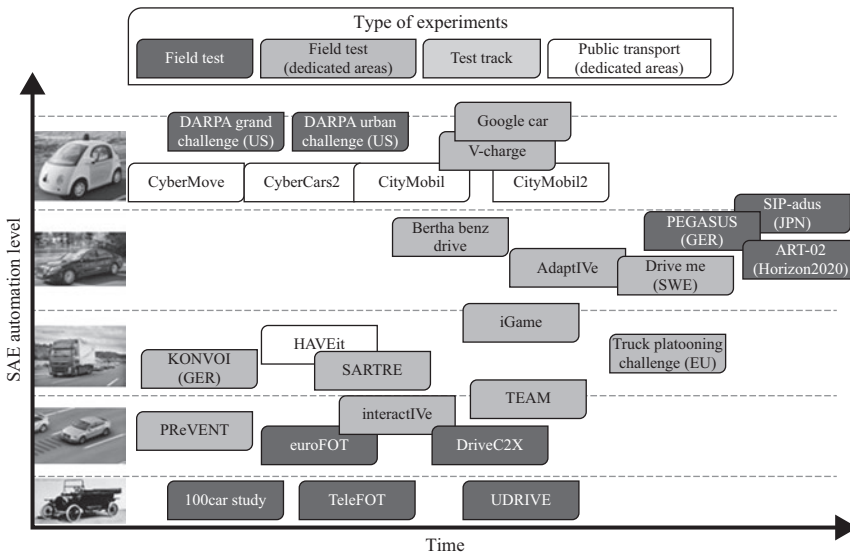 Type of experiments
Field test
Field test
(dedicated areas)
Test track
Public transport
(dedicated areas)
SAE automation level
DARPA grand
challenge (US)
DARPA urban
challenge (US)
Google car
V-charge
CyberMove
CyberCars2
CityMobil
CityMobil2
SIP-adus
(JPN)
PEGASUS
(GER)
Bertha benz
drive
ART-02
(Horizon2020)
AdaptIVe
Drive me
(SWE)
iGame
HAVEit
Truck platooning
challenge (EU)
KONVOI
(GER)
SARTRE
TEAM
interactIVe
PReVENT
euroFOT
DriveC2X
100car study
TeleFOT
UDRIVE
Time